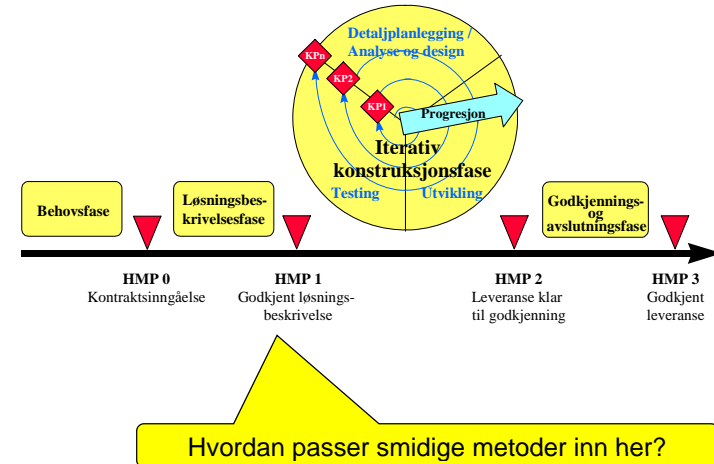 Detaljplanlegging /
Analyse og design
KPn
KP2
KP1
Progresjon
Iterativ
konstruksjonsfase
Testing
Utvikling
Behovsfase
Løsningsbes-
krivelsesfase
Godkjennings-
og
avslutningsfase
HMP 0
Kontraktsinngåelse
HMP 1
Godkjent løsnings-
beskrivelse
HMP 2
Leveranse klar
til godkjenning
HMP 3
Godkjent
leveranse
Hvordan passer smidige metoder inn her?